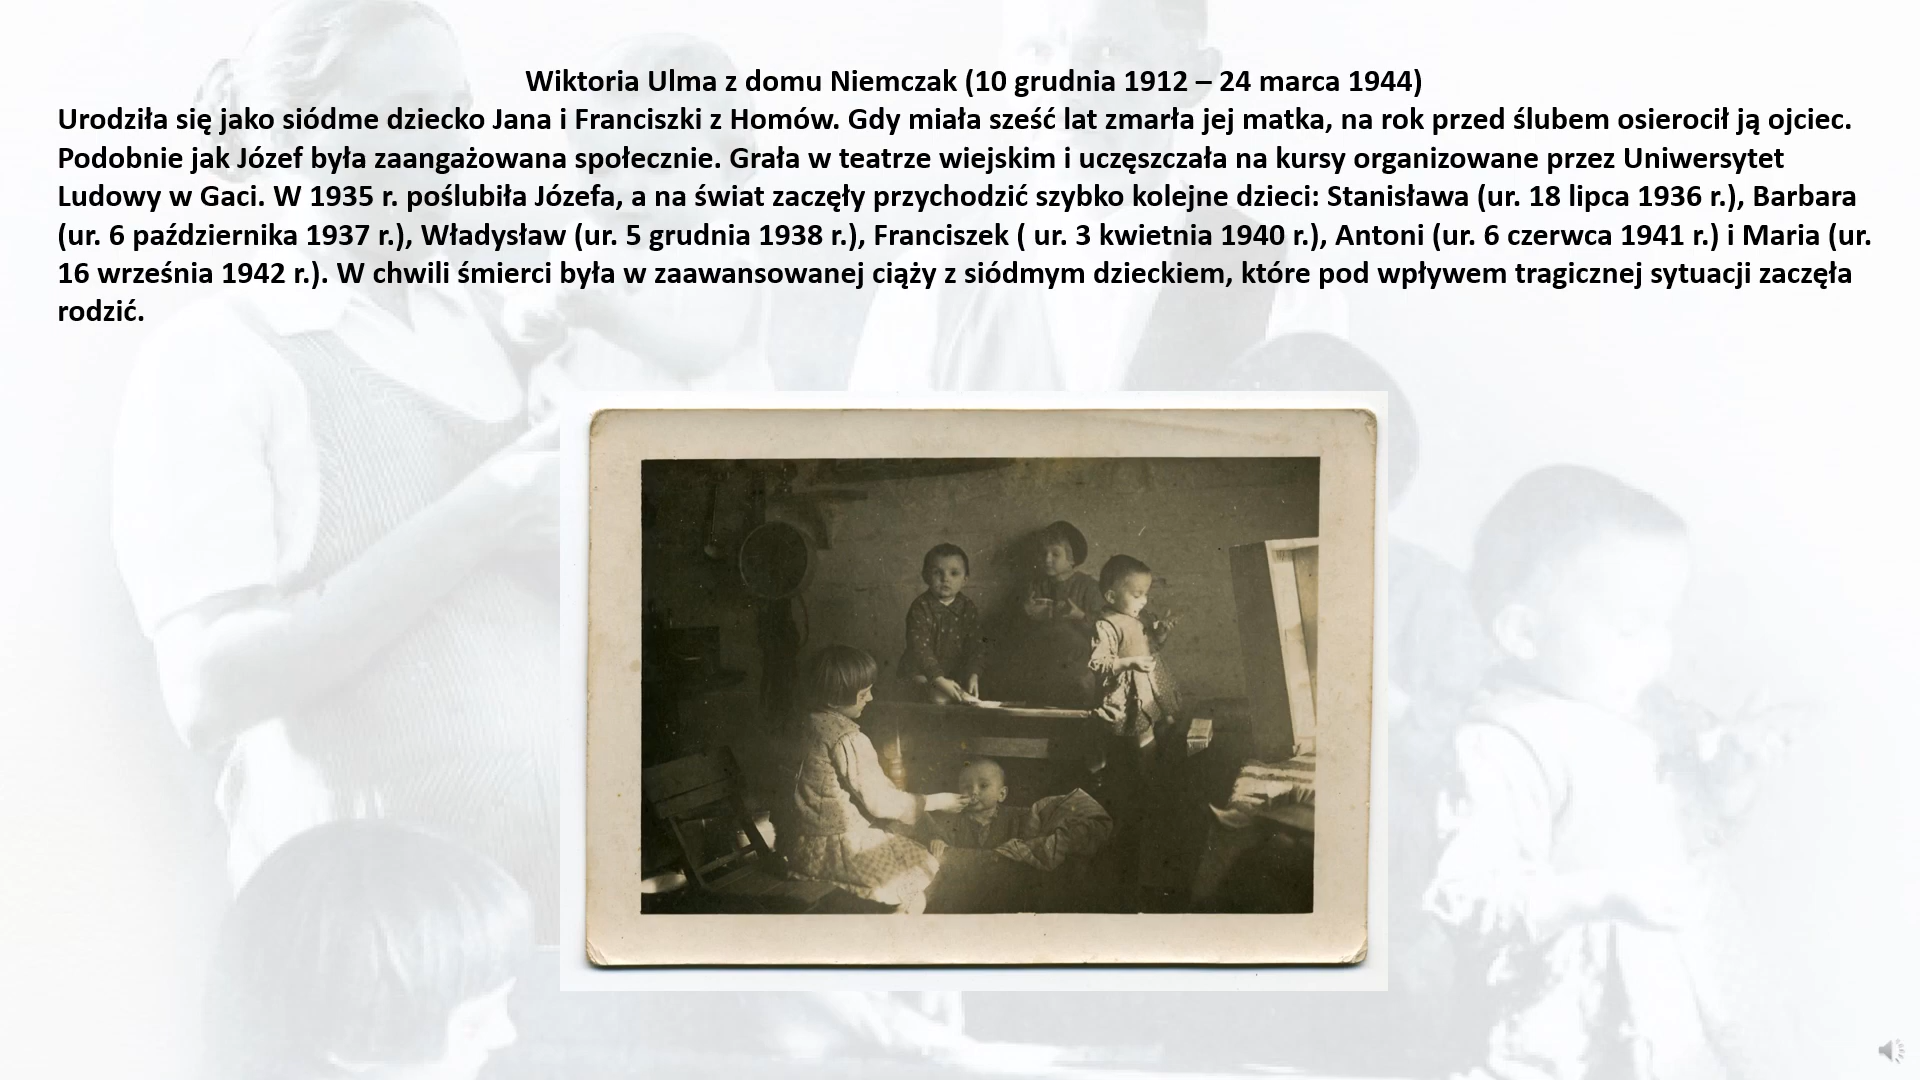 Wiktoria Ulma z domu Niemczak (10 grudnia 1912 – 24 marca 1944)
Urodziła się jako siódme dziecko Jana i Franciszki z Homów. Gdy miała sześć lat zmarła jej matka, na rok przed ślubem osierocił ją ojciec.
Podobnie jak Józef była zaangażowana społecznie. Grała w teatrze wiejskim i uczęszczała na kursy organizowane przez Uniwersytet
Ludowy w Gaci. W 1935 r. poślubiła Józefa, a na świat zaczęły przychodzić szybko kolejne dzieci: Stanisława (ur. 18 lipca 1936 r.), Barbara
(ur. 6 października 1937 r.), Władysław (ur. 5 grudnia 1938 r.), Franciszek ( ur. 3 kwietnia 1940 r.), Antoni (ur. 6 czerwca 1941 r.) i Maria (ur.
16 września 1942 r.). W chwili śmierci była w zaawansowanej ciąży z siódmym dzieckiem, które pod wpływem tragicznej sytuacji zaczęła
rodzić.